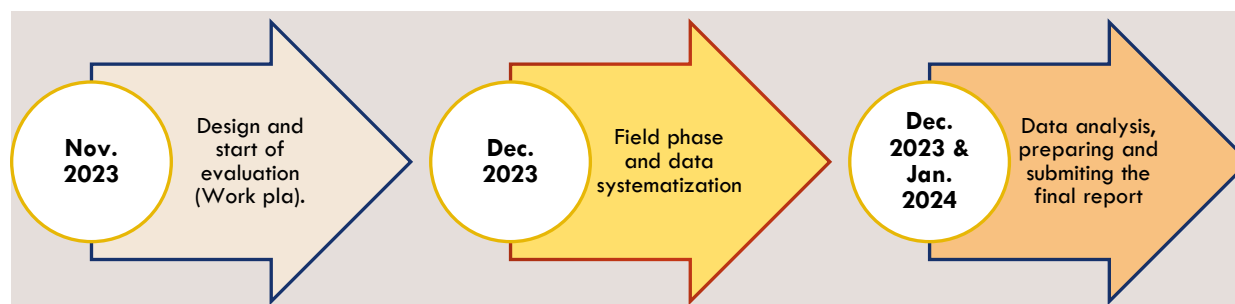 Nov.
2023
Design and
start of
evaluation
(Work pla).
Dec.
2023
Field phase
and data
systematization
Dec.
2023 &
Jan.
2024
Data analysis,
preparing and
submiting the
final report